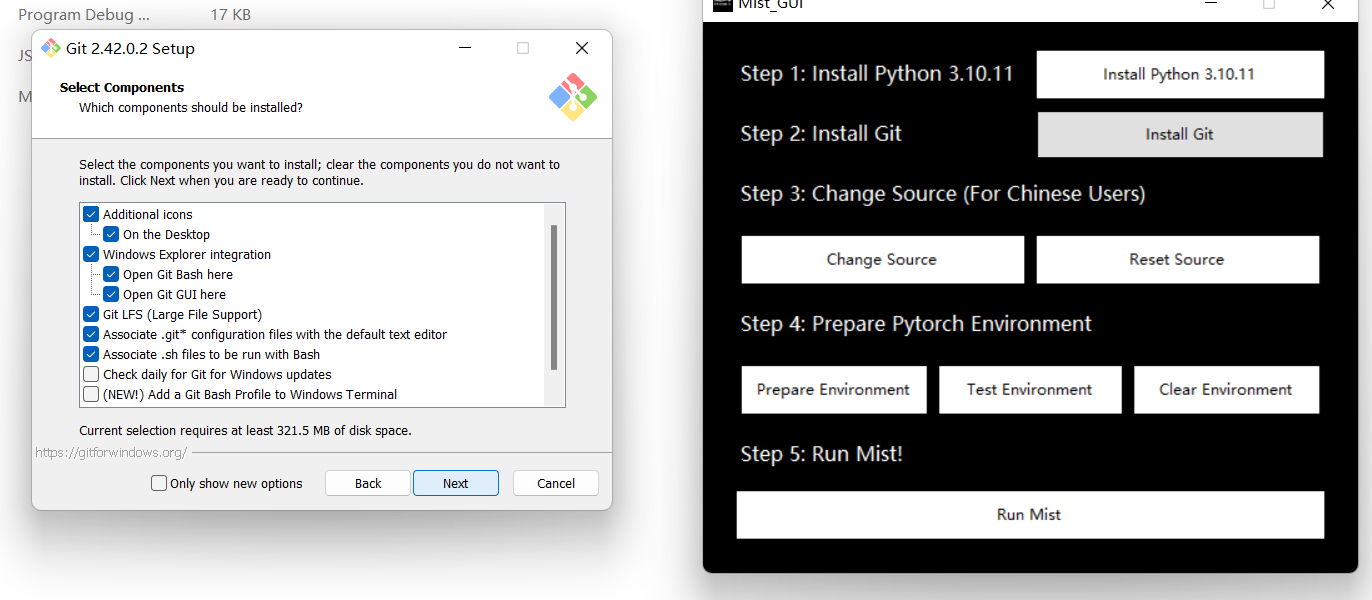 Program Debug ... 17 KB
JS
M
Git 2.42.0.2 Setup
Select Components
Which components should be installed?
Select the components you want to install; clear the components you do not want to
install. Click Next when you are ready to continue.
Additional icons
On the Desktop
Windows Explorer integration
Open Git Bash here
Open Git GUI here
Git LFS (Large File Support)
Associate .git* configuration files with the default text editor
Associate .sh files to be run with Bash
Check daily for Git for Windows updates
(NEW!) Add a Git Bash Profile to Windows Terminal
Current selection requires at least 321.5 MB of disk space.
https://gitforwindows.org/
Only show new options Back Next Cancel
Mist_GUI
Step 1: Install Python 3.10.11 Install Python 3.10.11
Step 2: Install Git Install Git
Step 3: Change Source (For Chinese Users)
Change Source Reset Source
Step 4: Prepare Pytorch Environment
Prepare Environment Test Environment Clear Environment
Step 5: Run Mist!
Run Mist